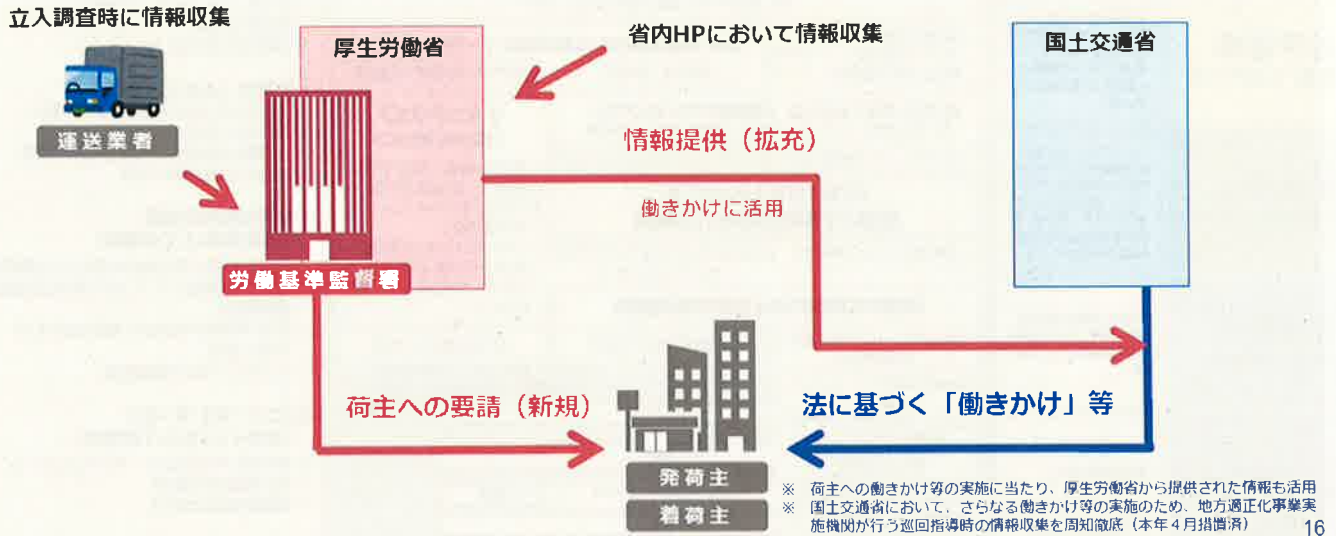 立入調査時に情報収集
運送業者
厚生労働省
省内HPにおいて情報収集
国土交通省
情報提供（拡充）
働きかけに活用
労働基準監督署
荷主への要請（新規）
法に基づく「働きかけ」等
発荷主
着荷主
※ 荷主への働きかけ等の実施に当たり、厚生労働省から提供された情報も活用
※ 国土交通省において、さらなる働きかけ等の実施のため、地方適正化事業実
施機関が行う巡回指導時の情報収集を周知徹底（本年４月措置済）
16